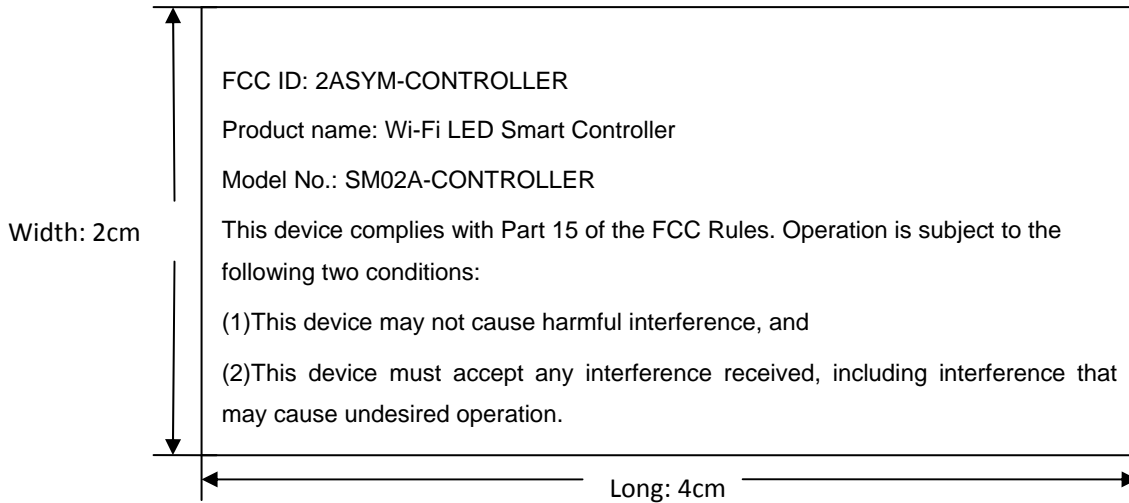 FCC ID: 2ASYM-CONTROLLER
Product name: Wi-Fi LED Smart Controller
Model No.: SM02A-CONTROLLER
Width: 2cm
This device complies with Part 15 of the FCC Rules. Operation is subject to the
following two conditions:
(1)This device may not cause harmful interference, and
(2)This device must accept any interference received, including interference that
may cause undesired operation.
Long: 4cm